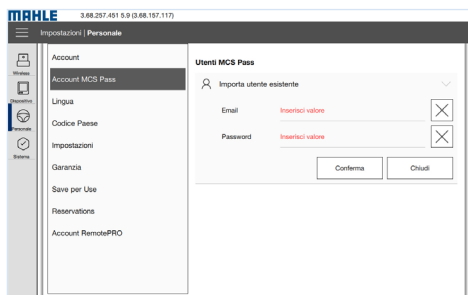 MAHLE
3.68.257.451 5.9 (3.68.157.117)
Impostazioni | Personale
Wireless
Dispositivo
Personale
Sistema
Account
Account MCS Pass
Lingua
Codice Paese
Impostazioni
Garanzia
Save per Use
Reservations
Account RemotePRO
Utenti MCS Pass
Importa utente esistente
Email Inserisci valore
Password Inserisci valore
Conferma Chiudi